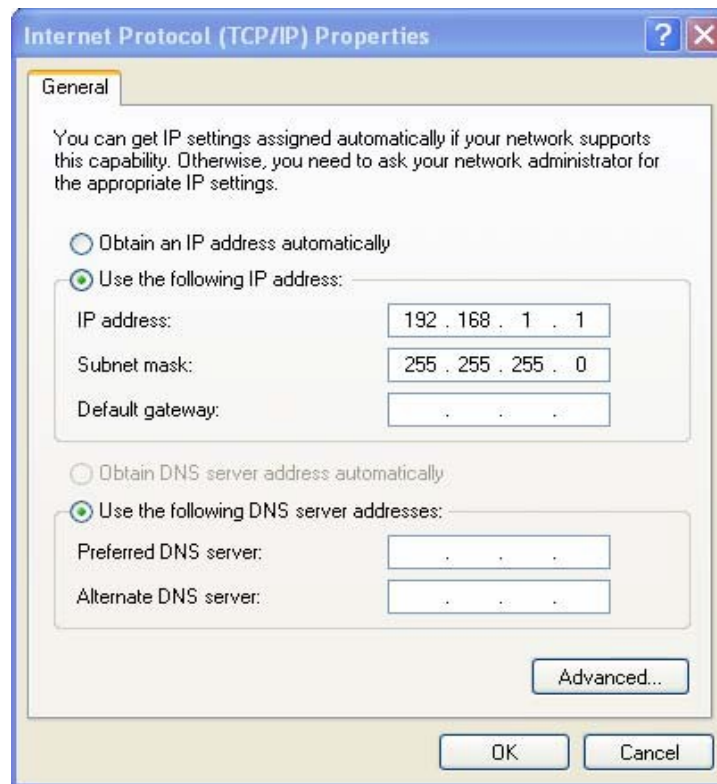 Internet Protocol (TCP/IP) Properties
?
General
You can get IP settings assigned automatically if your network supports
this capability. Otherwise, you need to ask your network administrator for
the appropriate IP settings.
Obtain an IP address automatically
Use the following IP address:
IP address: 192 . 168 . 1 . 1
Subnet mask: 255 . 255 . 255 . 0
Default gateway: . . .
Obtain DNS server address automatically
Use the following DNS server addresses:
Preferred DNS server: . . .
Alternate DNS server: . . .
Advanced...
OK Cancel